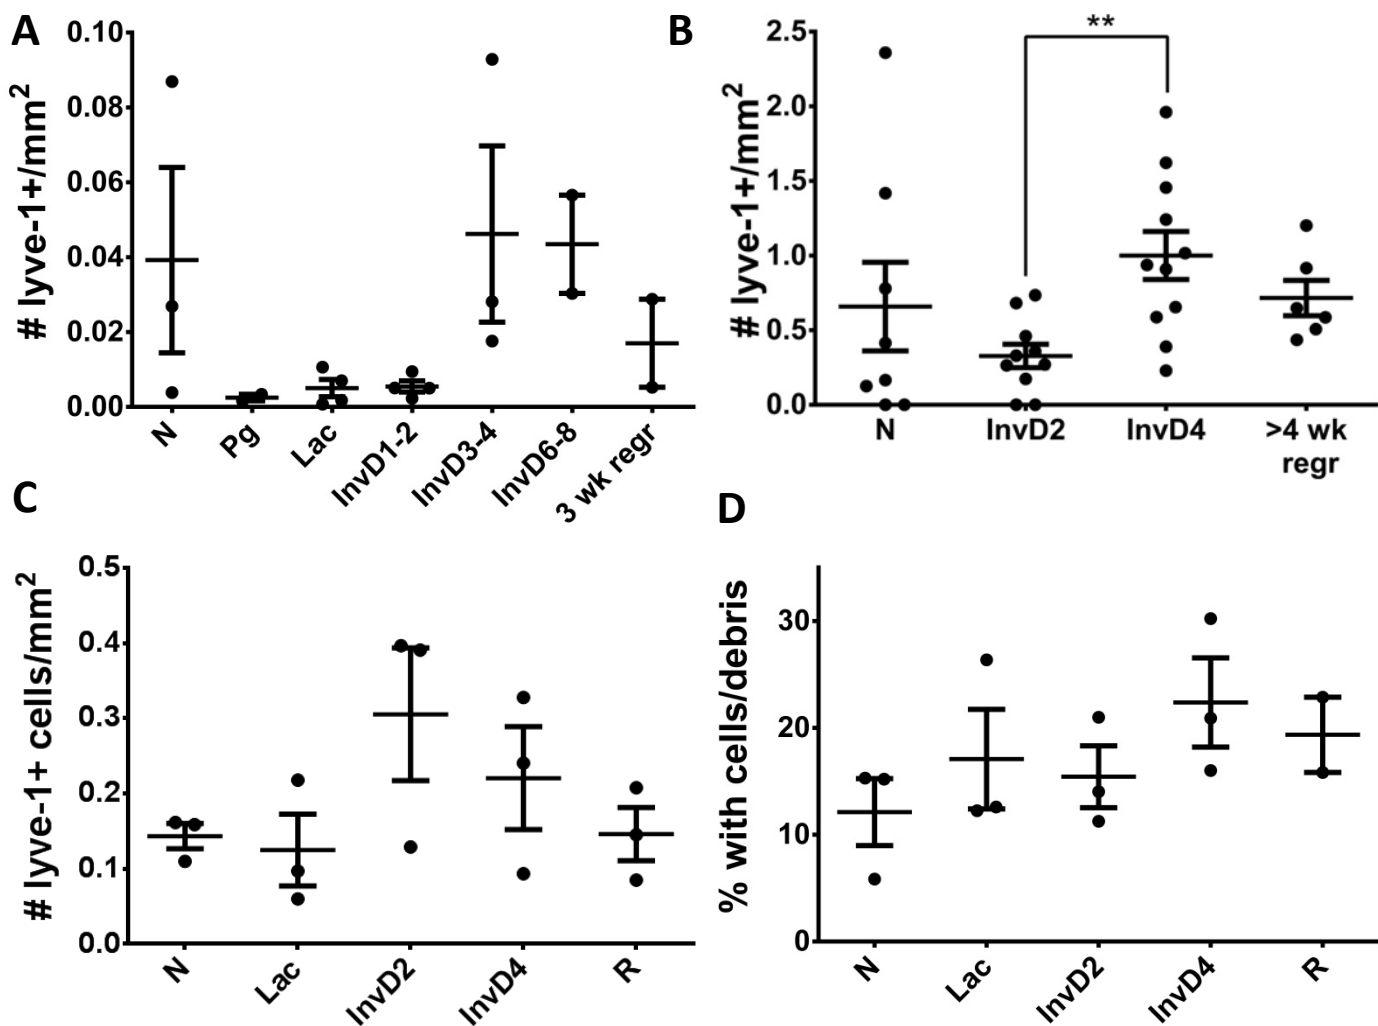 A
# lyve-1+/mm2
0.10
0.08
0.06
0.04
0.02
0.00
N
Pg
Lac
InvD1-2
InvD3-4
InvD6-8
3 wk regr
B
# lyve-1+/mm2
2.5
2.0
1.5
1.0
0.5
0.0
**
N
InvD2
InvD4
>4 wk
regr
C
# lyve-1+ cells/mm2
0.5
0.4
0.3
0.2
0.1
0.0
N
Lac
InvD2
InvD4
R
D
% with cells/debris
30
20
10
0
N
Lac
InvD2
InvD4
R